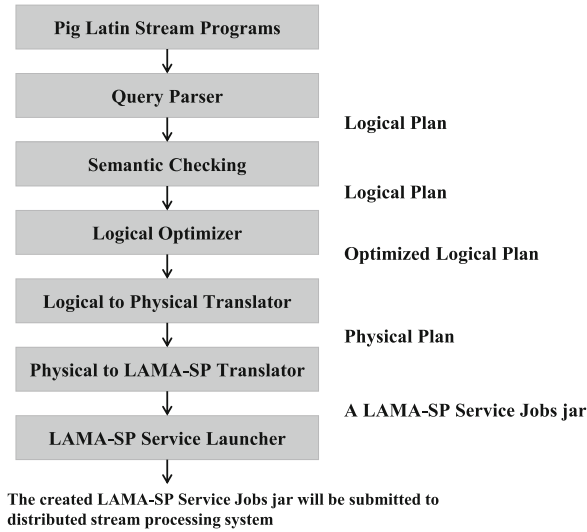 Pig Latin Stream Programs
Query Parser
Logical Plan
Semantic Checking
Logical Plan
Logical Optimizer
Optimized Logical Plan
Logical to Physical Translator
Physical Plan
Physical to LAMA-SP Translator
A LAMA-SP Service Jobs jar
LAMA-SP Service Launcher
The created LAMA-SP Service Jobs jar will be submitted to
distributed stream processing system